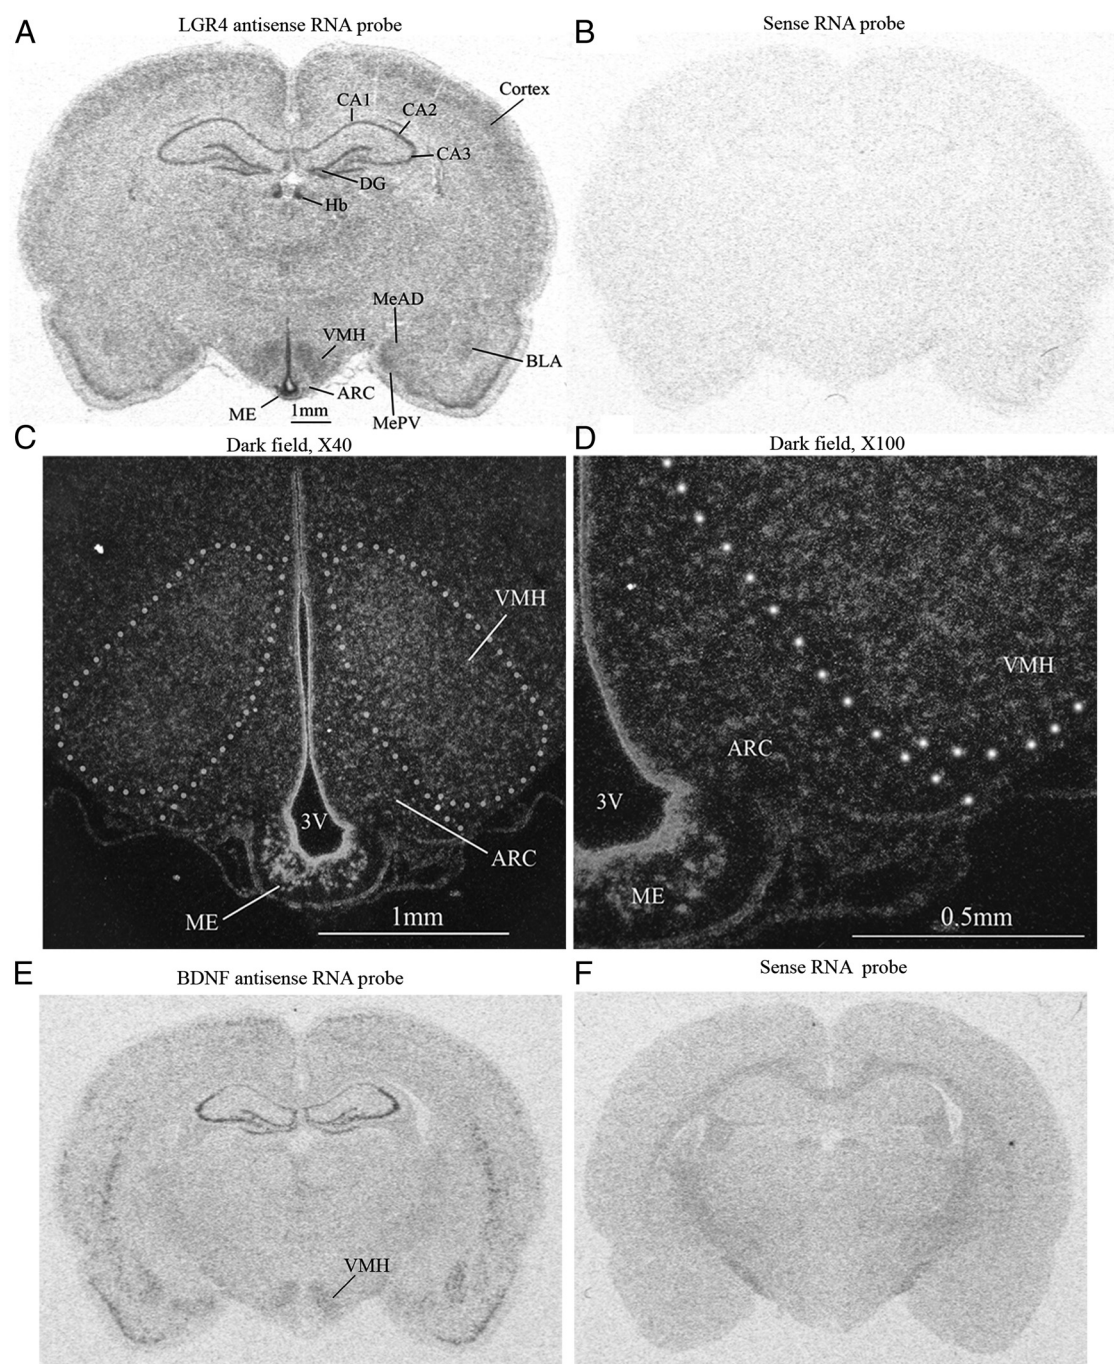 A
LGR4 antisense RNA probe
B
Sense RNA probe
CA1
CA2
Cortex
CA3
DG
Hb
MeAD
VMH
BLA
ME
ARC
1mm
MePV
C
Dark field, X40
D
Dark field, X100
VMH
3V
ARC
ME
1mm
VMH
ARC
3V
ME
0.5mm
E
BDNF antisense RNA probe
F
Sense RNA probe
VMH